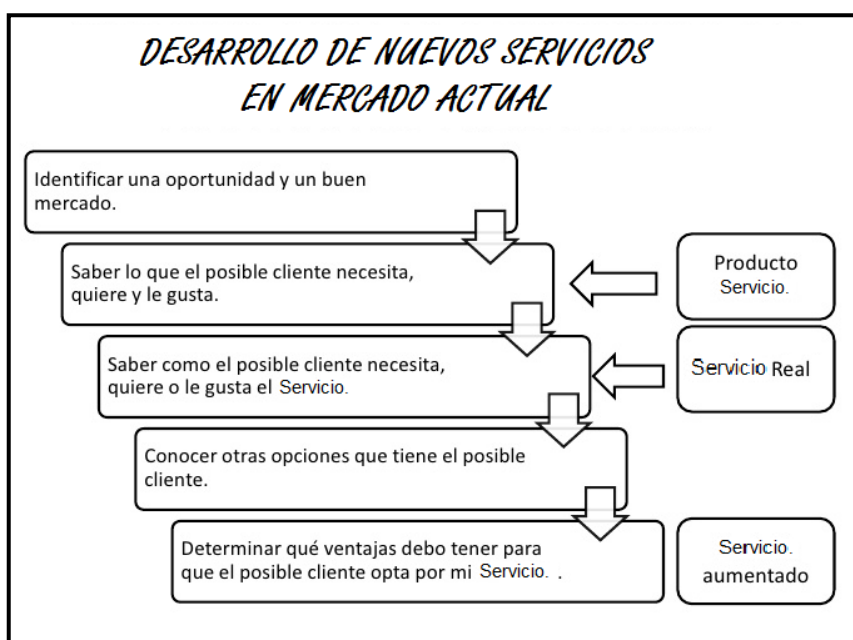 DESARROLLO DE NUEVOS SERVICIOS
EN MERCADO ACTUAL
Identificar una oportunidad y un buen
mercado.
Saber lo que el posible cliente necesita,
quiere y le gusta.
Producto
Servicio.
Saber como el posible cliente necesita,
quiere o le gusta el Servicio.
Servicio Real
Conocer otras opciones que tiene el posible
cliente.
Determinar qué ventajas debo tener para
que el posible cliente opta por mi Servicio. .
Servicio.
aumentado